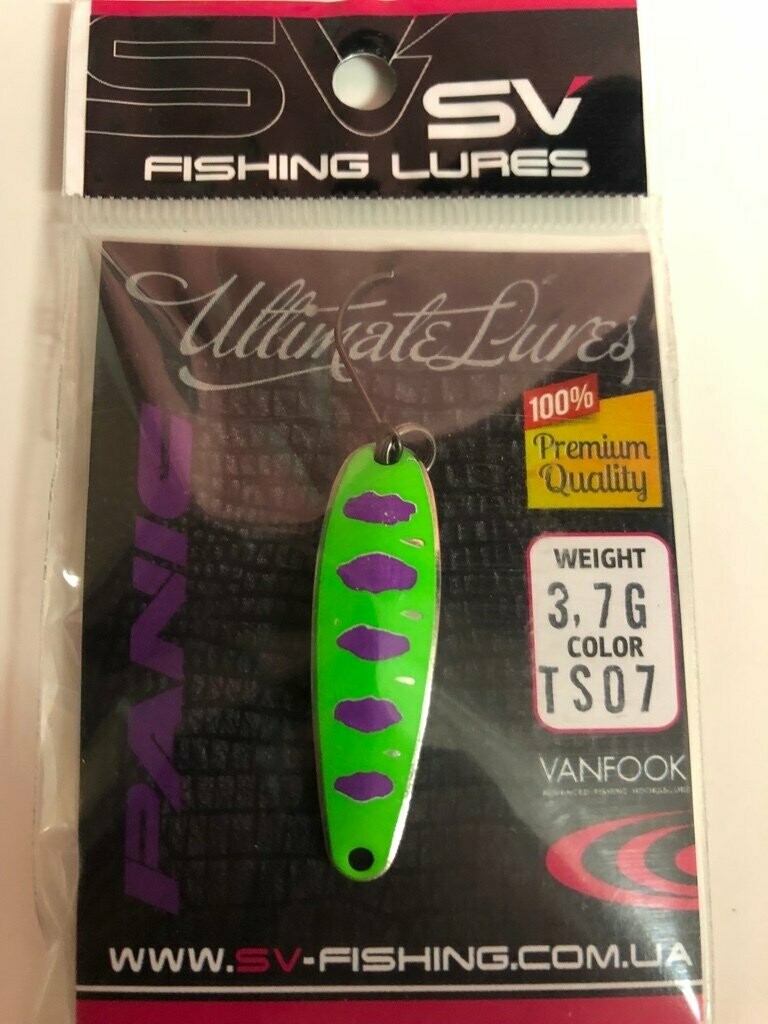 SV
SV
FISHING LURES
Ultimate Lures
100%
Premium
Quality
PANIC
WEIGHT
3,7G
COLOR
TS07
VANFOOK
WWW.SV-FISHING.COM.UA